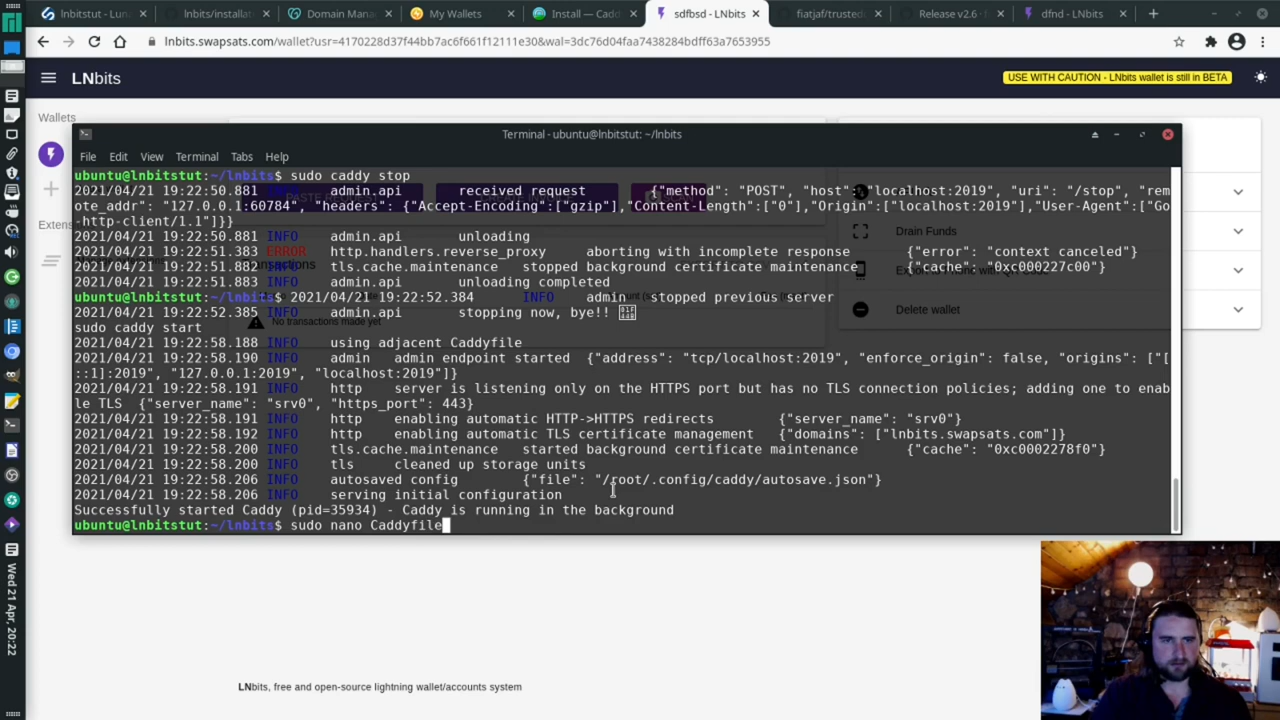 lnbitstut - Lun
lnbits/installat
Domain Man
My Wallets
Install — Cadd
sdfbsd - LNbits
fiatjaf/trusted
Release v2.6
dfnd - LNbits
lnbits.swapsats.com/wallet?usr=4170228d37f44bb7ac6f661f12111e30&wal=3dc76d04faa7438284bdff63a7653955
LNbits
USE WITH CAUTION - LNbits wallet is still in BETA
Wallets
Terminal - ubuntu@lnbitstut: ~/lnbits
File Edit View Terminal Tabs Help
ubuntu@lnbitstut:~/lnbits$ sudo caddy stop
2021/04/21 19:22:50.881 INFO admin.api received request {"method": "POST", "host": "localhost:2019", "uri": "/stop", "rem
ote_addr": "127.0.0.1:60784", "headers": {"Accept-Encoding":["gzip"],"Content-Length":["0"],"Origin":["localhost:2019"],"User-Agent":["Go
-http-client/1.1"]}}
2021/04/21 19:22:50.881 INFO admin.api unloading
2021/04/21 19:22:51.383 ERROR http.handlers.reverse_proxy aborting with incomplete response {"error": "context canceled"}
2021/04/21 19:22:51.882 INFO tls.cache.maintenance stopped background certificate maintenance {"cache": "0xc000227c00"}
2021/04/21 19:22:51.883 INFO admin.api unloading completed
ubuntu@lnbitstut:~/lnbits$ 2021/04/21 19:22:52.384 INFO admin stopped previous server
2021/04/21 19:22:52.385 INFO admin.api stopping now, bye!!
sudo caddy start
2021/04/21 19:22:58.188 INFO using adjacent Caddyfile
2021/04/21 19:22:58.190 INFO admin admin endpoint started {"address": "tcp/localhost:2019", "enforce_origin": false, "origins": ["[
::1]:2019", "127.0.0.1:2019", "localhost:2019"]}
2021/04/21 19:22:58.191 INFO http server is listening only on the HTTPS port but has no TLS connection policies; adding one to enab
le TLS {"server_name": "srv0", "https_port": 443}
2021/04/21 19:22:58.191 INFO http enabling automatic HTTP->HTTPS redirects {"server_name": "srv0"}
2021/04/21 19:22:58.192 INFO http enabling automatic TLS certificate management {"domains": ["lnbits.swapsats.com"]}
2021/04/21 19:22:58.200 INFO tls.cache.maintenance started background certificate maintenance {"cache": "0xc0002278f0"}
2021/04/21 19:22:58.200 INFO tls cleaned up storage units
2021/04/21 19:22:58.206 INFO autosaved config {"file": "/root/.config/caddy/autosave.json"}
2021/04/21 19:22:58.206 INFO serving initial configuration
Successfully started Caddy (pid=35934) - Caddy is running in the background
ubuntu@lnbitstut:~/lnbits$ sudo nano Caddyfile
Extens
Transactions
No transactions made yet
Drain Funds
Delete wallet
LNbits, free and open-source lightning wallet/accounts system
Wed 21 Apr, 20:22